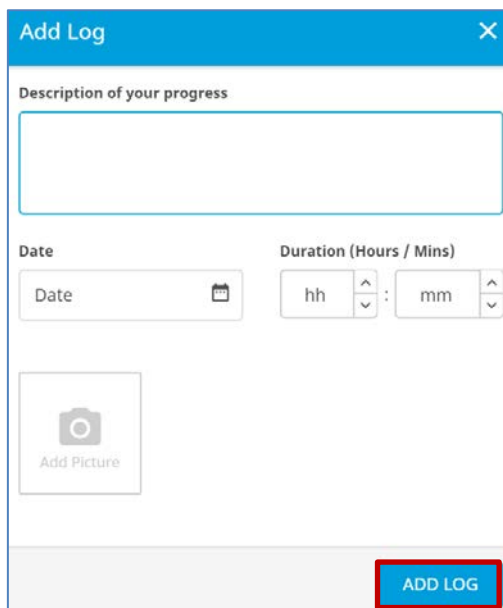 Add Log
Description of your progress
Date
Duration (Hours / Mins)
Date
hh : mm
Add Picture
ADD LOG